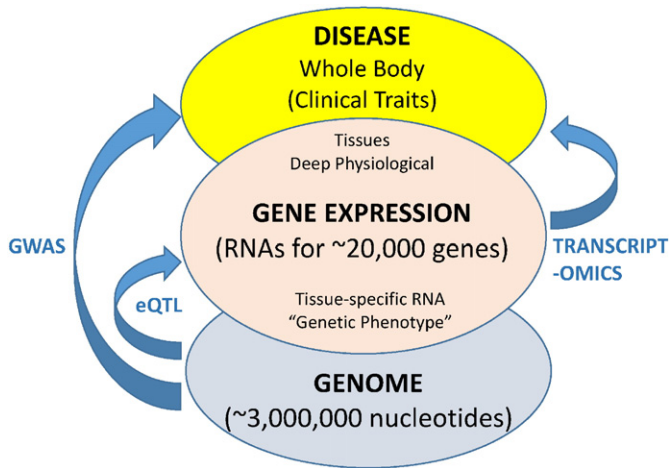 DISEASE
Whole Body
(Clinical Traits)
Tissues
Deep Physiological
GENE EXPRESSION
(RNAs for ~20,000 genes)
GWAS
TRANSCRIPT
-OMICS
eQTL
Tissue-specific RNA
“Genetic Phenotype”
GENOME
(~3,000,000 nucleotides)